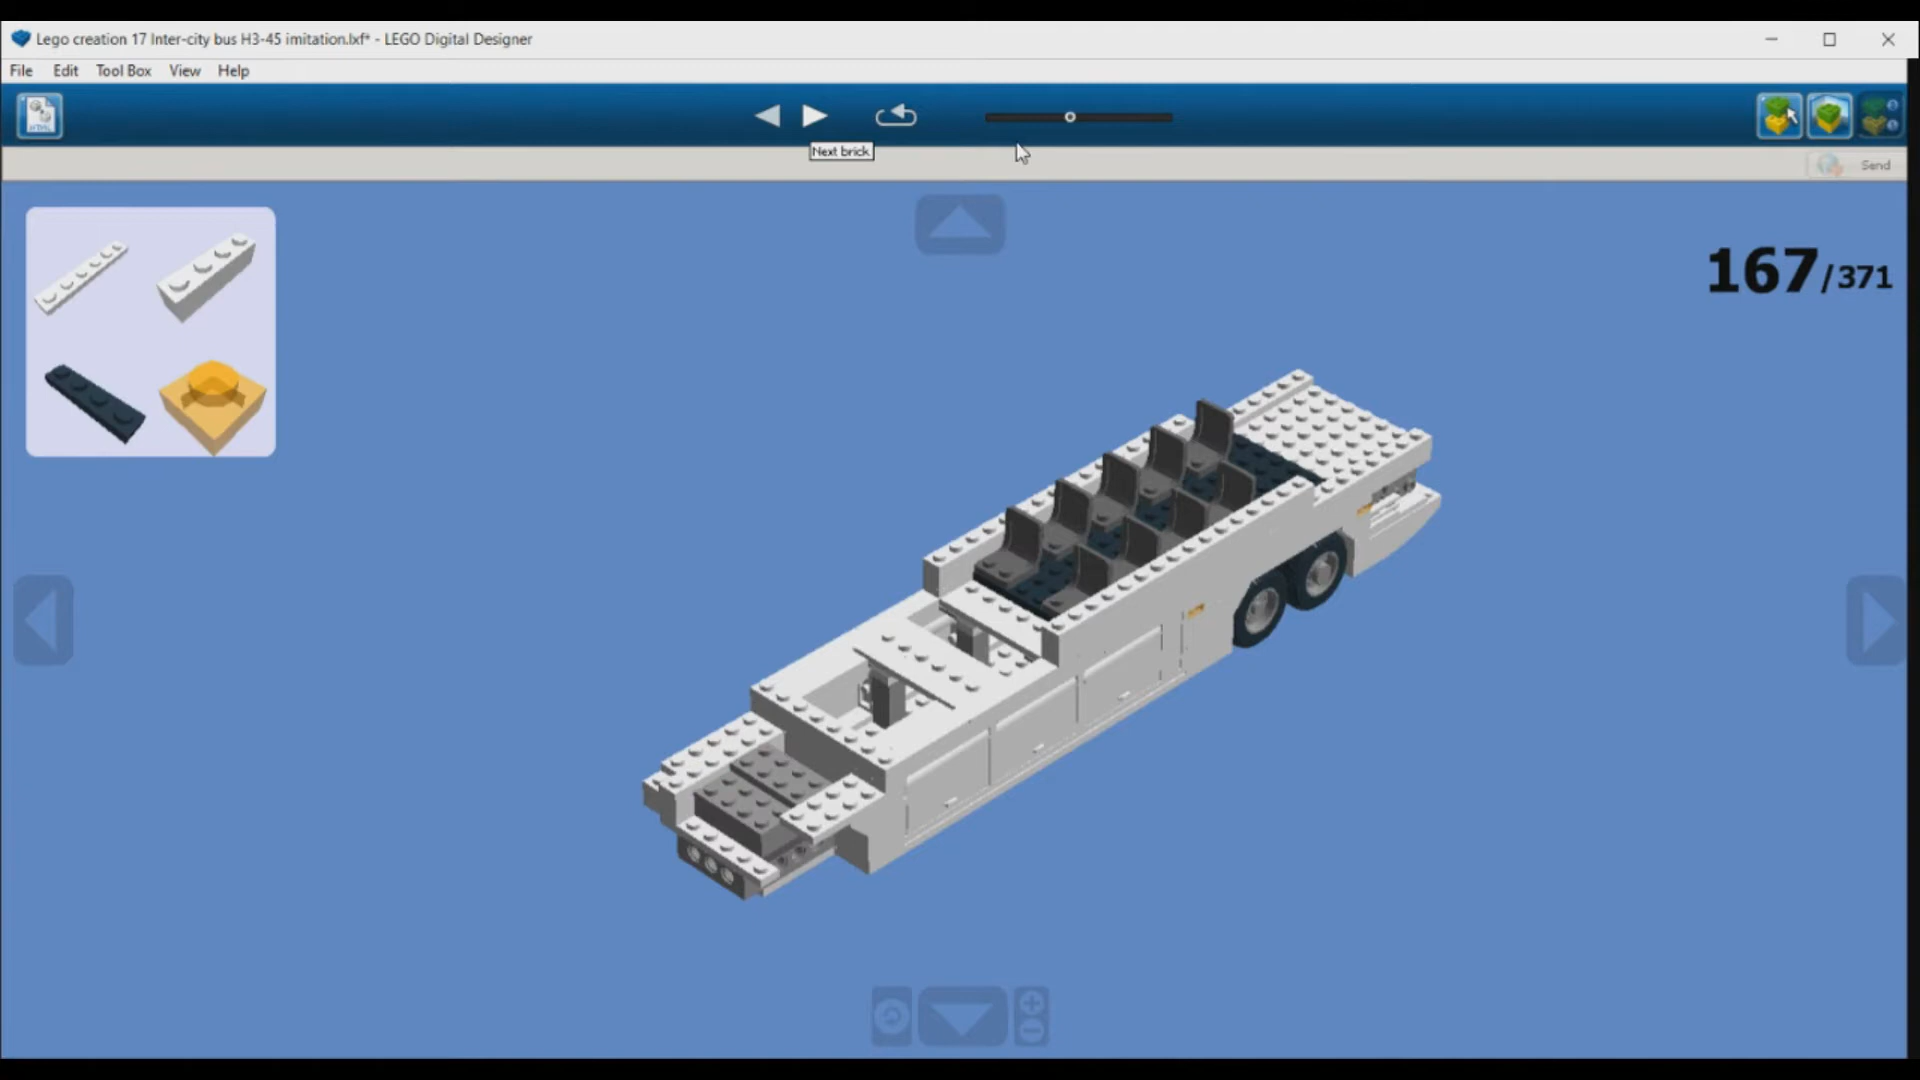 Lego creation 17 Inter-city bus H3-45 imitation.lxf* - LEGO Digital Designer
File Edit Tool Box View Help
HTML
Next brick
Send
167/371